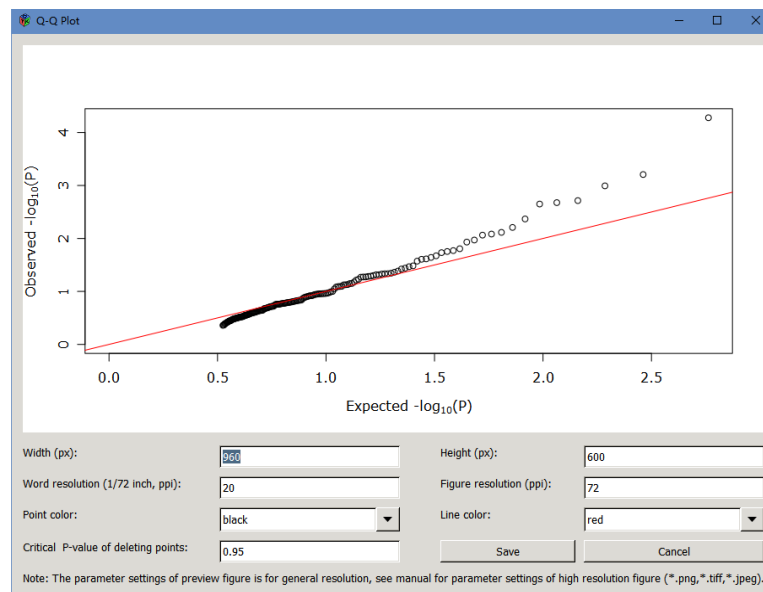 Q-Q Plot
4
3
2
1
0
Observed -log10(P)
0.0 0.5 1.0 1.5 2.0 2.5
Expected -log10(P)
Width (px): 960 Height (px): 600
Word resolution (1/72 inch, ppi): 20 Figure resolution (ppi): 72
Point color: black Line color: red
Critical P-value of deleting points: 0.95 Save Cancel
Note: The parameter settings of preview figure is for general resolution, see manual for parameter settings of high resolution figure (*.png,*.tiff,*.jpeg).